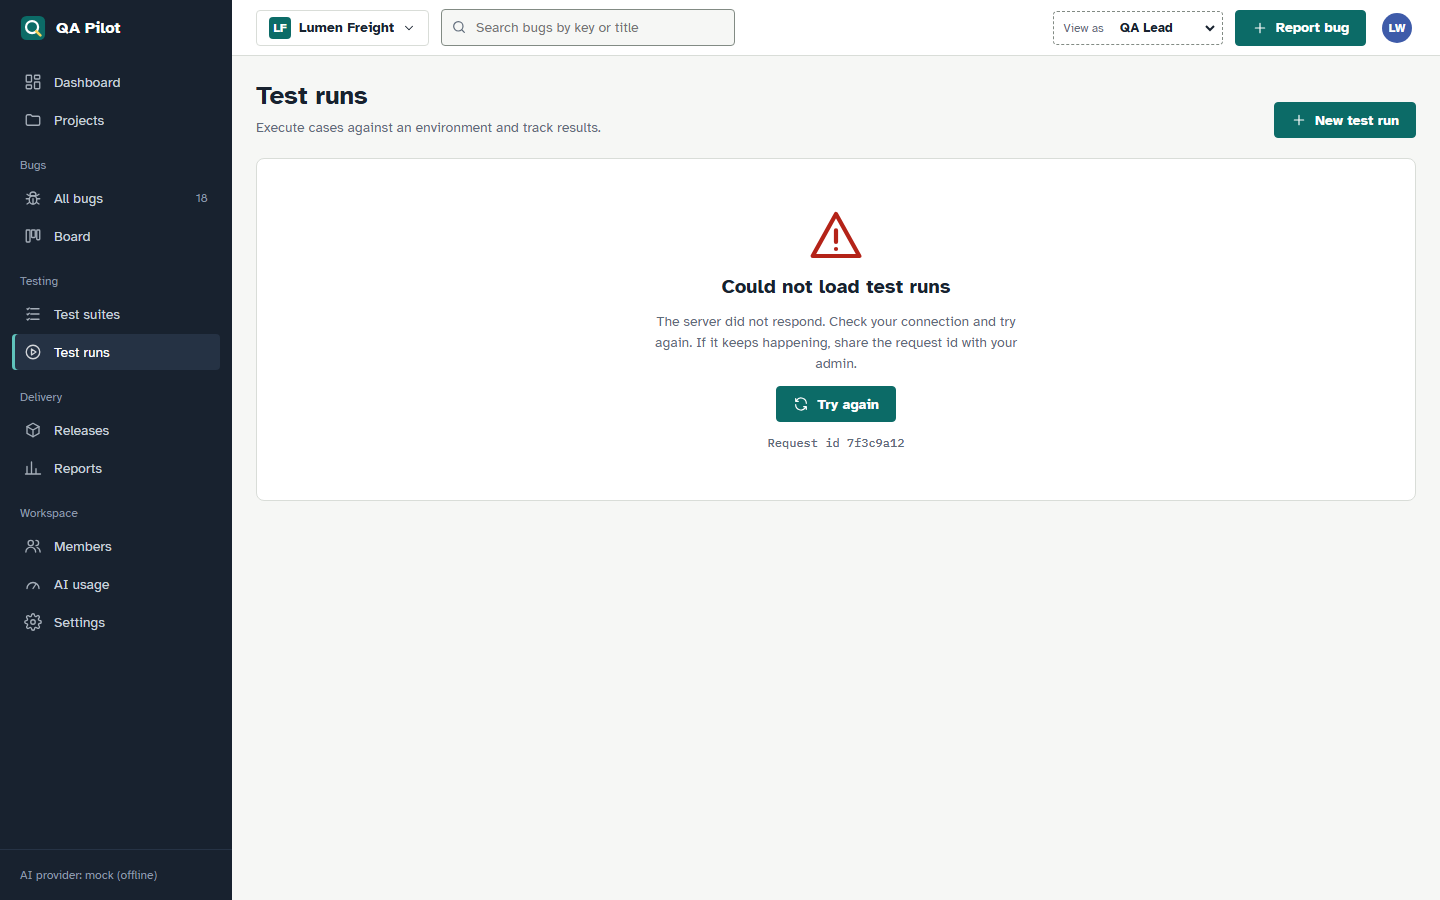 QA Pilot
Dashboard
Projects
Bugs
All bugs 18
Board
Testing
Test suites
Test runs
Delivery
Releases
Reports
Workspace
Members
AI usage
Settings
AI provider: mock (offline)
LF Lumen Freight
Search bugs by key or title
View as QA Lead
Report bug
LW
Test runs
Execute cases against an environment and track results.
New test run
Could not load test runs
The server did not respond. Check your connection and try
again. If it keeps happening, share the request id with your
admin.
Try again
Request id 7f3c9a12